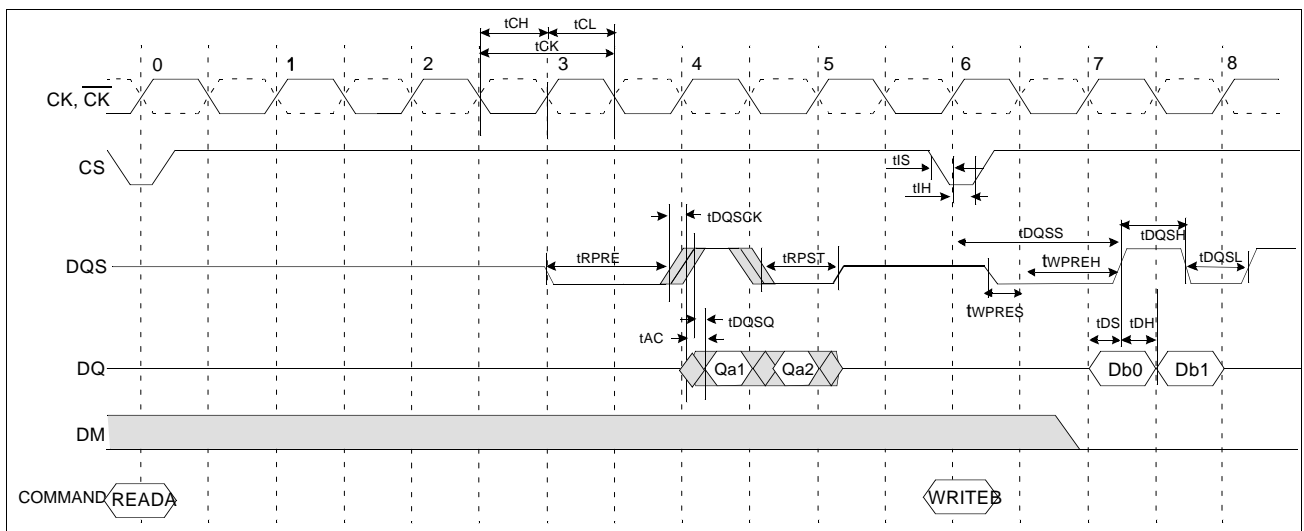 tCH tCL
tCK
0 1 2 3 4 5 6 7 8
CK, CK
CS
tIS
tIH
tDQSCK
tDQSS
tDQSH
DQS
tRPRE
tRPST
tWPREH
tDQSL
tWPRES
tDQSQ
tAC
tDS tDH
DQ
Qa1 Qa2
Db0 Db1
DM
COMMAND READA WRITEB